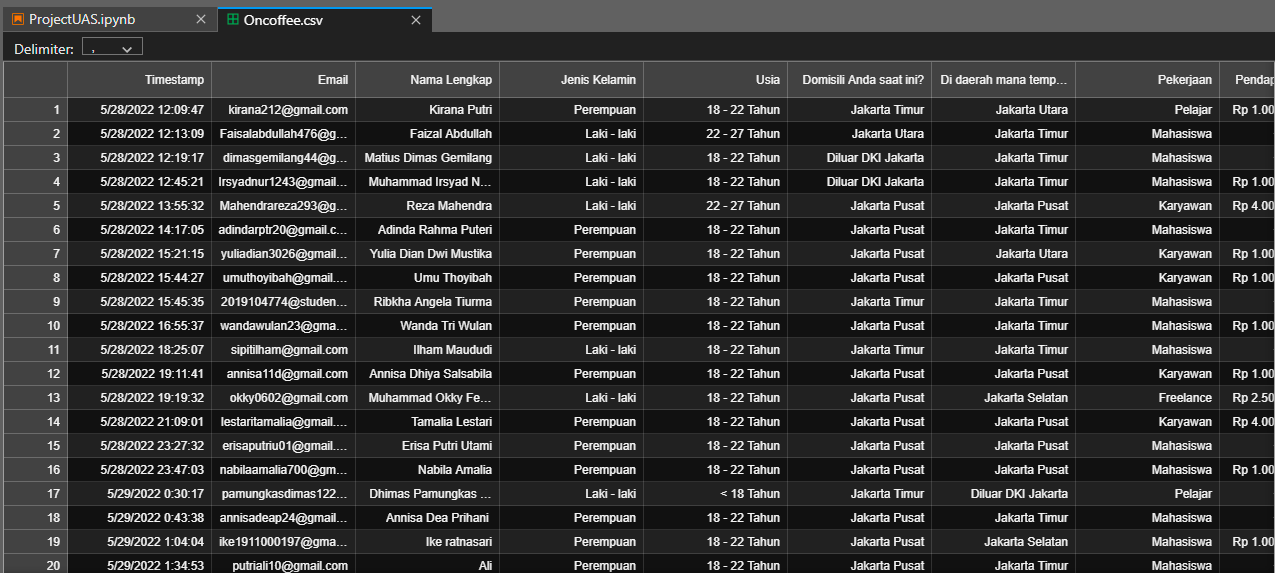 ProjectUAS.ipynb Oncoffee.csv
Delimiter: ,
Timestamp Email Nama Lengkap Jenis Kelamin Usia Domisili Anda saat ini? Di daerah mana temp... Pekerjaan Pendap
1 5/28/2022 12:09:47 kirana212@gmail.com Kirana Putri Perempuan 18 - 22 Tahun Jakarta Timur Jakarta Utara Pelajar Rp 1.00
2 5/28/2022 12:13:09 Faisalabdullah476@g... Faizal Abdullah Laki - laki 22 - 27 Tahun Jakarta Utara Jakarta Timur Mahasiswa
3 5/28/2022 12:19:17 dimasgemilang44@g... Matius Dimas Gemilang Laki - laki 18 - 22 Tahun Diluar DKI Jakarta Jakarta Timur Mahasiswa
4 5/28/2022 12:45:21 Irsyadnur1243@gmail... Muhammad Irsyad N... Laki - laki 18 - 22 Tahun Diluar DKI Jakarta Jakarta Timur Mahasiswa Rp 1.00
5 5/28/2022 13:55:32 Mahendrareza293@g... Reza Mahendra Laki - laki 22 - 27 Tahun Jakarta Pusat Jakarta Pusat Karyawan Rp 4.00
6 5/28/2022 14:17:05 adindarptr20@gmail.c... Adinda Rahma Puteri Perempuan 18 - 22 Tahun Jakarta Pusat Jakarta Timur Mahasiswa
7 5/28/2022 15:21:15 yuliadian3026@gmail... Yulia Dian Dwi Mustika Perempuan 18 - 22 Tahun Jakarta Pusat Jakarta Utara Karyawan Rp 1.00
8 5/28/2022 15:44:27 umuthoyibah@gmail.... Umu Thoyibah Perempuan 18 - 22 Tahun Jakarta Pusat Jakarta Pusat Karyawan Rp 1.00
9 5/28/2022 15:45:35 2019104774@studen... Ribkha Angela Tiurma Perempuan 18 - 22 Tahun Jakarta Timur Jakarta Timur Mahasiswa
10 5/28/2022 16:55:37 wandawulan23@gma... Wanda Tri Wulan Perempuan 18 - 22 Tahun Jakarta Pusat Jakarta Timur Mahasiswa Rp 1.00
11 5/28/2022 18:25:07 sipitilham@gmail.com Ilham Maududi Laki - laki 18 - 22 Tahun Jakarta Timur Jakarta Timur Mahasiswa
12 5/28/2022 19:11:41 annisa11d@gmail.com Annisa Dhiya Salsabila Perempuan 18 - 22 Tahun Jakarta Pusat Jakarta Pusat Karyawan Rp 1.00
13 5/28/2022 19:19:32 okky0602@gmail.com Muhammad Okky Fe... Laki - laki 18 - 22 Tahun Jakarta Pusat Jakarta Selatan Freelance Rp 2.50
14 5/28/2022 21:09:01 lestaritamalia@gmail.... Tamalia Lestari Perempuan 18 - 22 Tahun Jakarta Pusat Jakarta Pusat Karyawan Rp 4.00
15 5/28/2022 23:27:32 erisaputriu01@gmail... Erisa Putri Utami Perempuan 18 - 22 Tahun Jakarta Pusat Jakarta Pusat Mahasiswa
16 5/28/2022 23:47:03 nabilaamalia700@gm... Nabila Amalia Perempuan 18 - 22 Tahun Jakarta Pusat Jakarta Pusat Mahasiswa Rp 1.00
17 5/29/2022 0:30:17 pamungkasdimas122... Dhimas Pamungkas ... Laki - laki < 18 Tahun Jakarta Timur Diluar DKI Jakarta Pelajar
18 5/29/2022 0:43:38 annisadeap24@gmail... Annisa Dea Prihani Perempuan 18 - 22 Tahun Jakarta Pusat Jakarta Timur Mahasiswa
19 5/29/2022 1:04:04 ike1911000197@gma... Ike ratnasari Perempuan 18 - 22 Tahun Jakarta Pusat Jakarta Selatan Mahasiswa Rp 1.00
20 5/29/2022 1:34:53 putriali10@gmail.com Ali Perempuan 18 - 22 Tahun Jakarta Pusat Jakarta Timur Mahasiswa